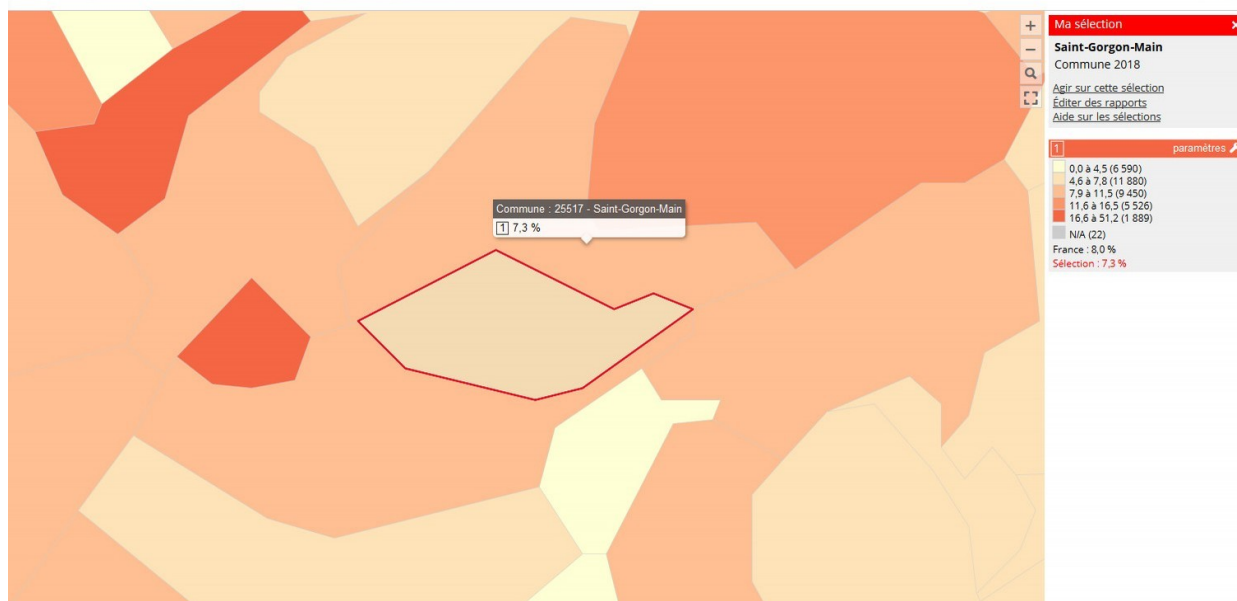 +
−
Commune : 25517 - Saint-Gorgon-Main
1 7,3 %
Ma sélection ×
Saint-Gorgon-Main
Commune 2018
Agir sur cette sélection
Éditer des rapports
Aide sur les sélections
1 paramètres
0,0 à 4,5 (6 590)
4,6 à 7,8 (11 880)
7,9 à 11,5 (9 450)
11,6 à 16,5 (5 526)
16,6 à 51,2 (1 889)
N/A (22)
France : 8,0 %
Sélection : 7,3 %